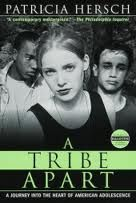 PATRICIA HERSCH
"A contemporary masterpiece." —The Philadelphia Inquirer
A
TRIBE
APART
A JOURNEY INTO THE HEART OF AMERICAN ADOLESCENCE